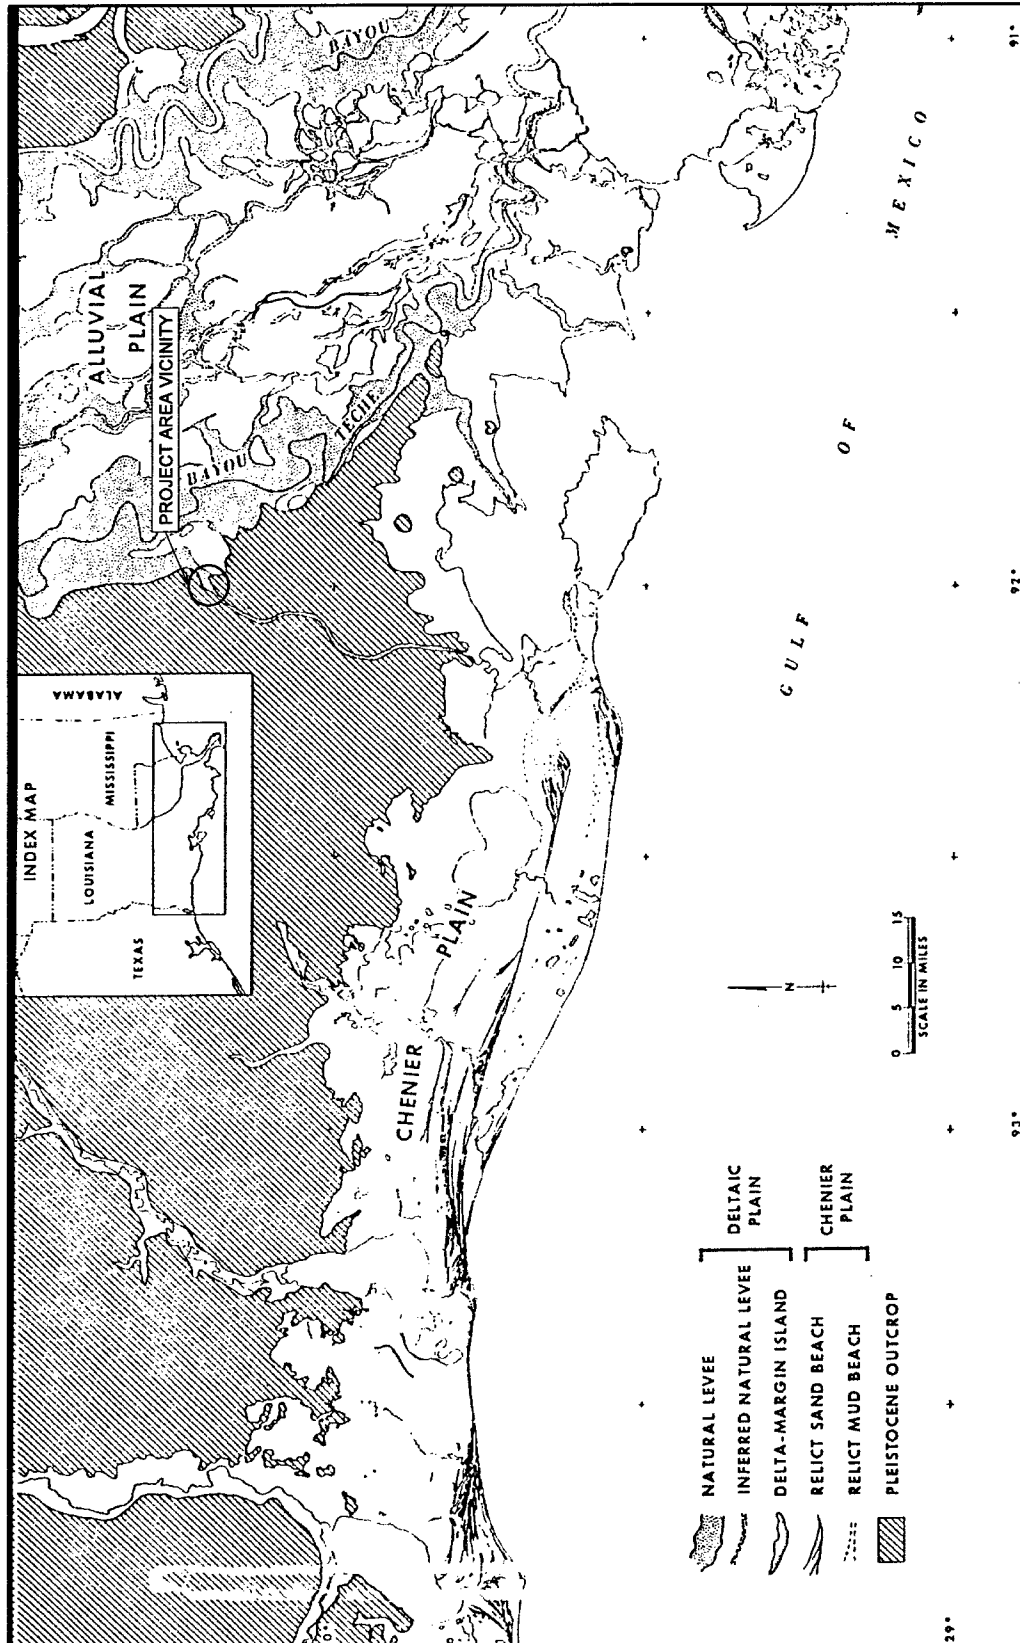 INDEX MAP
TEXAS
LOUISIANA
MISSISSIPPI
ALABAMA
ALLUVIAL
PLAIN
PROJECT AREA VICINITY
BAYOU
TECHE
BAYOU
CHENIER
PLAIN
GULF
OF
MEXICO
N
0 5 10 15
SCALE IN MILES
NATURAL LEVEE
INFERRED NATURAL LEVEE
DELTA-MARGIN ISLAND
DELTAIC
PLAIN
RELICT SAND BEACH
RELICT MUD BEACH
CHENIER
PLAIN
PLEISTOCENE OUTCROP
29°
93°
92°
91°